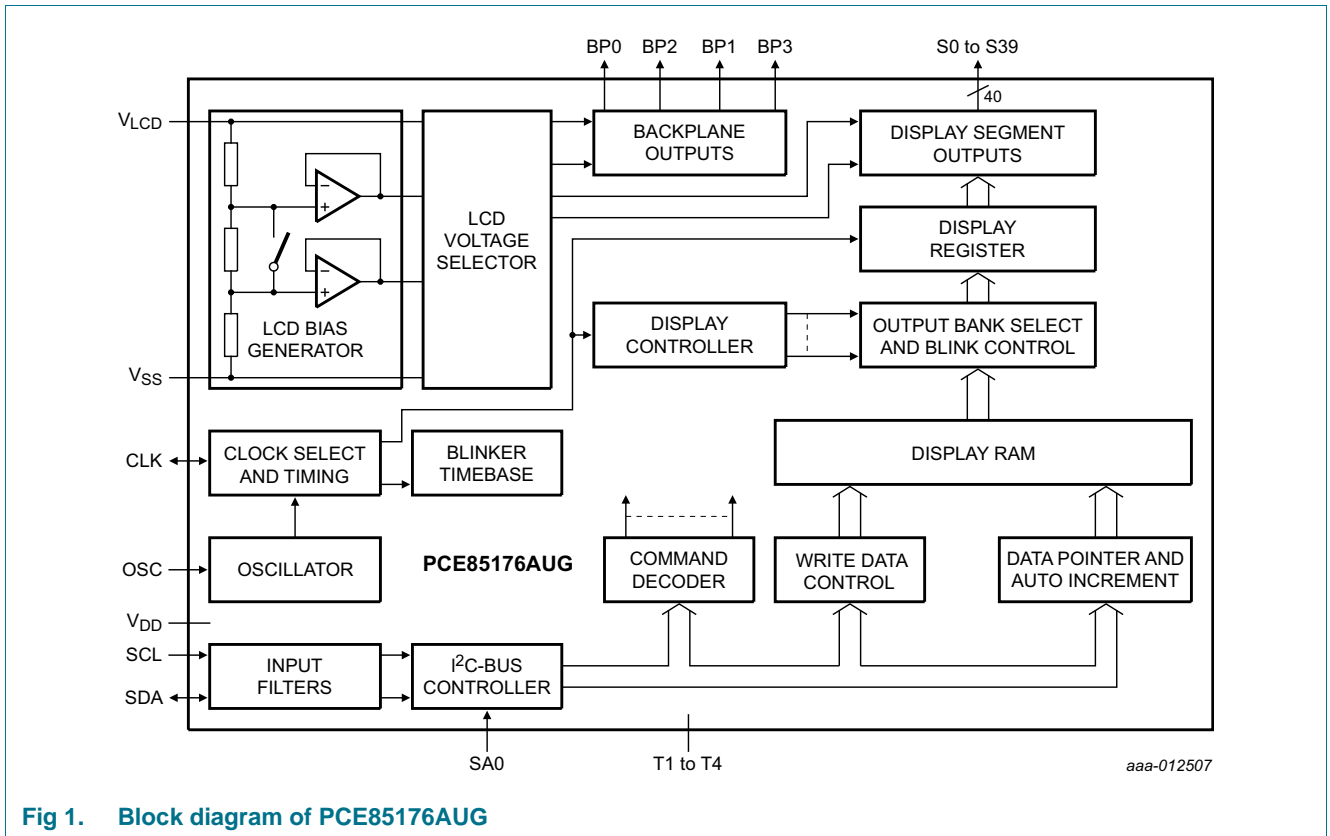 BP0 BP2 BP1 BP3 S0 to S39
40
VLCD
BACKPLANE
OUTPUTS
DISPLAY SEGMENT
OUTPUTS
-
+
LCD
VOLTAGE
SELECTOR
DISPLAY
REGISTER
-
+
LCD BIAS
GENERATOR
DISPLAY
CONTROLLER
OUTPUT BANK SELECT
AND BLINK CONTROL
VSS
CLK
CLOCK SELECT
AND TIMING
BLINKER
TIMEBASE
DISPLAY RAM
OSC
OSCILLATOR
PCE85176AUG
COMMAND
DECODER
WRITE DATA
CONTROL
DATA POINTER AND
AUTO INCREMENT
VDD
SCL
SDA
INPUT
FILTERS
I2C-BUS
CONTROLLER
SA0
T1 to T4
aaa-012507
Fig 1. Block diagram of PCE85176AUG